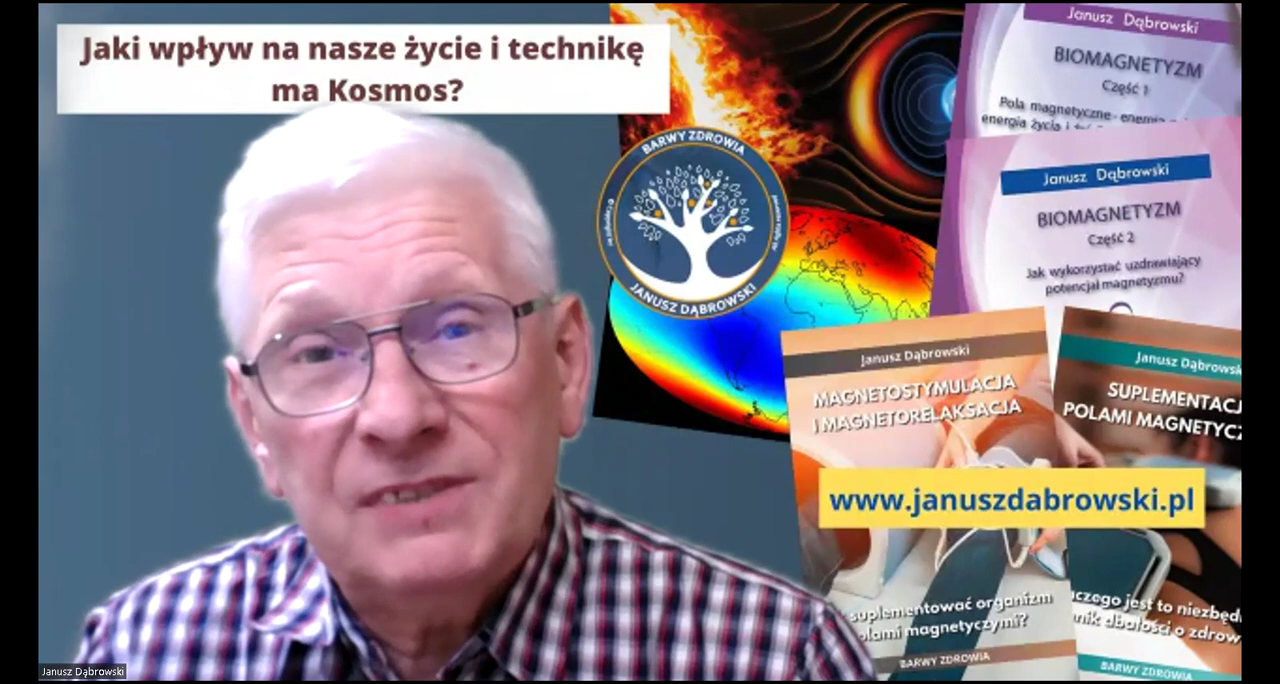 Jaki wpływ na nasze życie i technikę
ma Kosmos?
BARWY ZDROWIA
JANUSZ DĄBROWSKI
Janusz Dąbrowski
BIOMAGNETYZM
Część 1
Pola magnetyczne - energia
energia życia i
Janusz Dąbrowski
BIOMAGNETYZM
Część 2
Jak wykorzystać uzdrawiający
potencjał magnetyzmu?
Janusz Dąbrowski
MAGNETOSTYMULACJA
I MAGNETORELAKSACJA
suplementować organizm
polami magnetycznymi?
BARWY ZDROWIA
Janusz Dąbrowsk
SUPLEMENTACJ
POLAMI MAGNETYCZ
aczego jest to niezbęd
nik dbałości o zdrow
BARWY ZDROWIA
www.januszdabrowski.pl
Janusz Dąbrowski